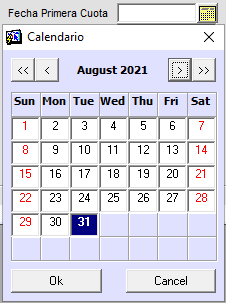 Fecha Primera Cuota
Calendario
<< < August 2021 > >>
Sun Mon Tue Wed Thu Fri Sat
1 2 3 4 5 6 7
8 9 10 11 12 13 14
15 16 17 18 19 20 21
22 23 24 25 26 27 28
29 30 31
Ok Cancel